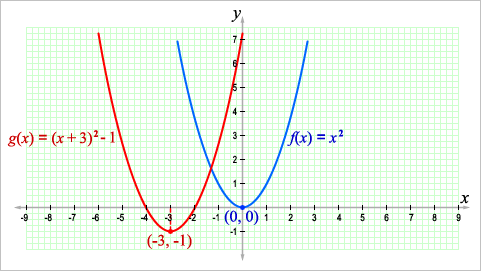 y
7
6
5
4
3
2
1
-1
g(x) = (x + 3)² - 1
f(x) = x²
x
-9 -8 -7 -6 -5 -4 -3 -2 -1 1 2 3 4 5 6 7 8 9
(0, 0)
(-3, -1)